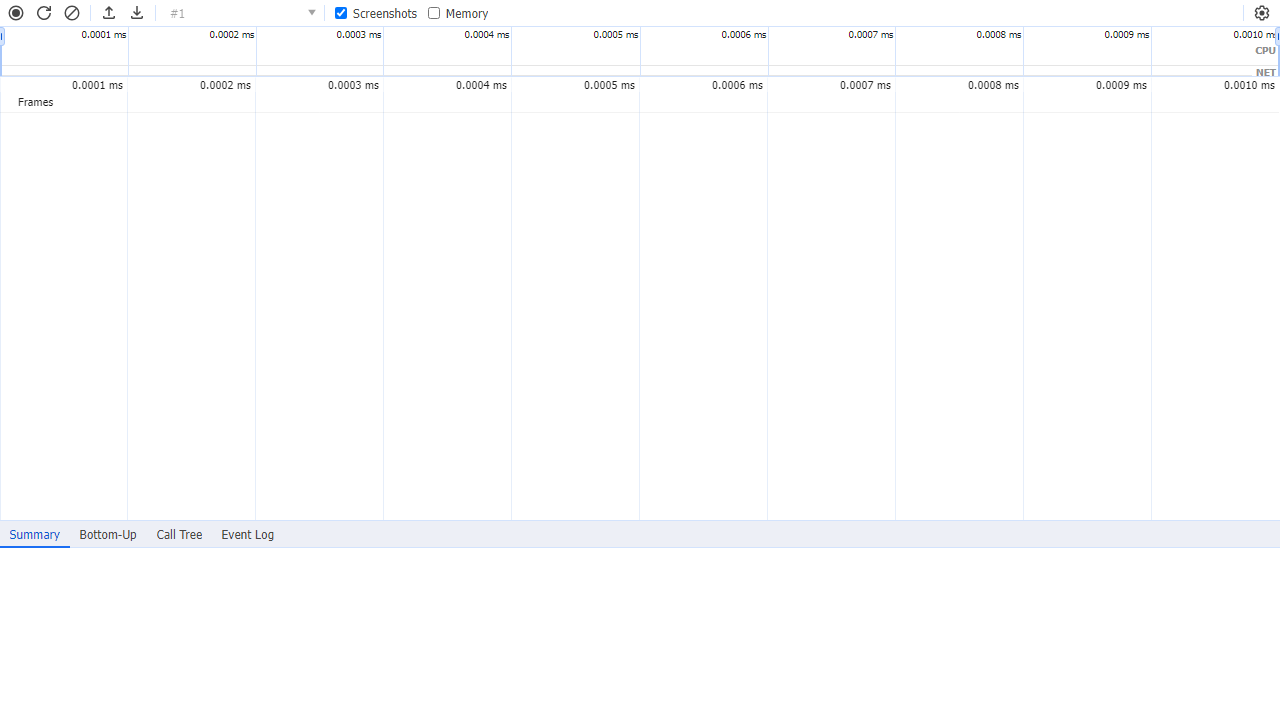 #1 Screenshots Memory
0.0001 ms 0.0002 ms 0.0003 ms 0.0004 ms 0.0005 ms 0.0006 ms 0.0007 ms 0.0008 ms 0.0009 ms 0.0010 ms
CPU
NET
0.0001 ms 0.0002 ms 0.0003 ms 0.0004 ms 0.0005 ms 0.0006 ms 0.0007 ms 0.0008 ms 0.0009 ms 0.0010 ms
Frames
Summary Bottom-Up Call Tree Event Log